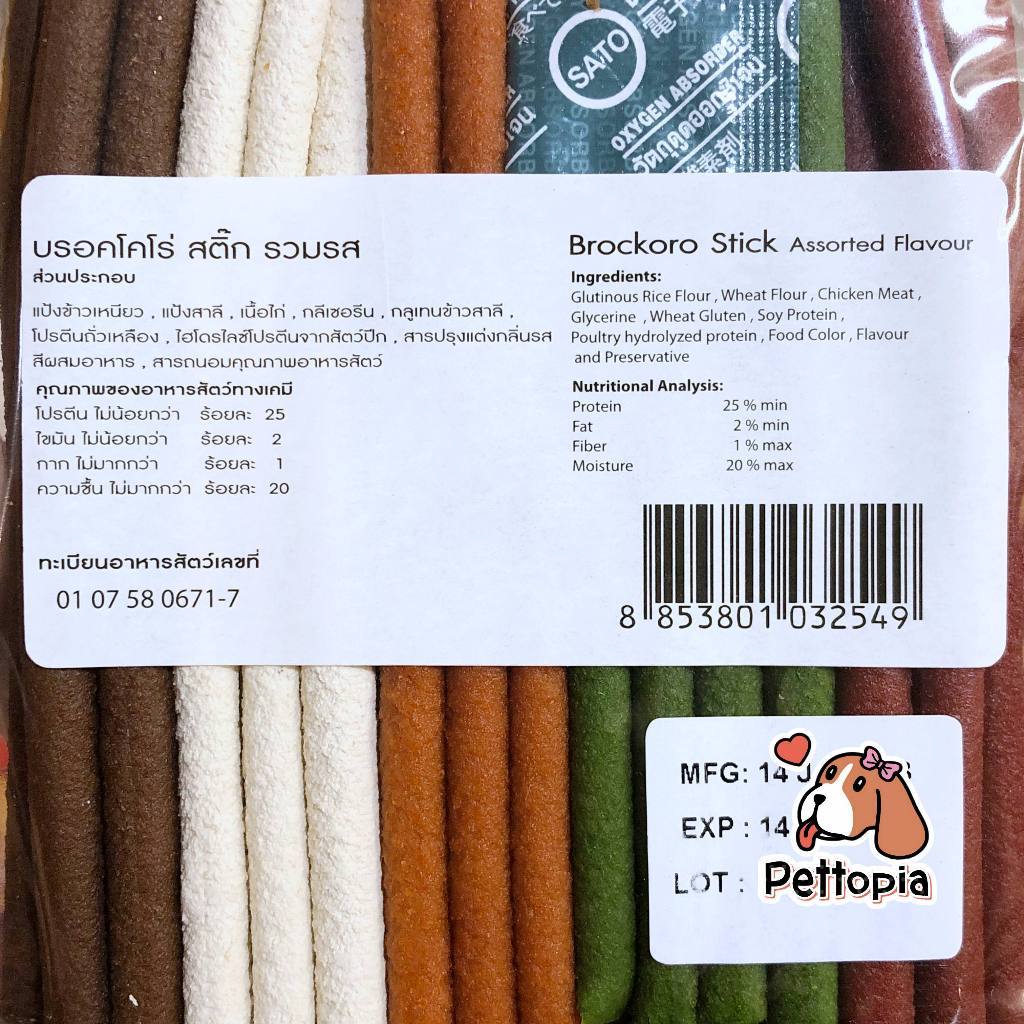 SAITO
OXYGEN ABSORBER
บรอคโคโร่ สติ๊ก รวมรส
ส่วนประกอบ
แป้งข้าวเหนียว , แป้งสาลี , เนื้อไก่ , กลีเซอรีน , กลูเทนข้าวสาลี ,
โปรตีนถั่วเหลือง , ไฮโดรไลซ์โปรตีนจากสัตว์ปีก , สารปรุงแต่งกลิ่นรส
สีผสมอาหาร , สารถนอมคุณภาพอาหารสัตว์
คุณภาพของอาหารสัตว์ทางเคมี
โปรตีน ไม่น้อยกว่า ร้อยละ 25
ไขมัน ไม่น้อยกว่า ร้อยละ 2
กาก ไม่มากกว่า ร้อยละ 1
ความชื้น ไม่มากกว่า ร้อยละ 20
ทะเบียนอาหารสัตว์เลขที่
01 07 58 0671-7
Brockoro Stick Assorted Flavour
Ingredients:
Glutinous Rice Flour , Wheat Flour , Chicken Meat ,
Glycerine , Wheat Gluten , Soy Protein ,
Poultry hydrolyzed protein , Food Color , Flavour
and Preservative
Nutritional Analysis:
Protein 25 % min
Fat 2 % min
Fiber 1 % max
Moisture 20 % max
8 853801 032549
MFG: 14
EXP : 14
LOT :
Pettopia